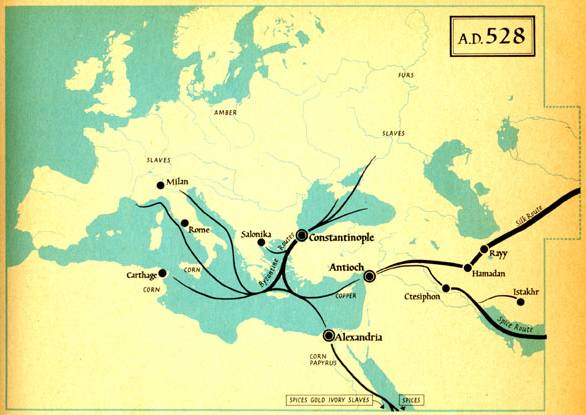 A.D. 528
FURS
AMBER
SLAVES
SLAVES
Milan
Rome
Salonika
Constantinople
Byzantine Routes
Silk Route
Rayy
Hamadan
Antioch
Carthage
CORN
CORN
COPPER
Ctesiphon
Istakhr
Spice Route
Alexandria
CORN
PAPYRUS
SPICES GOLD IVORY SLAVES
SPICES